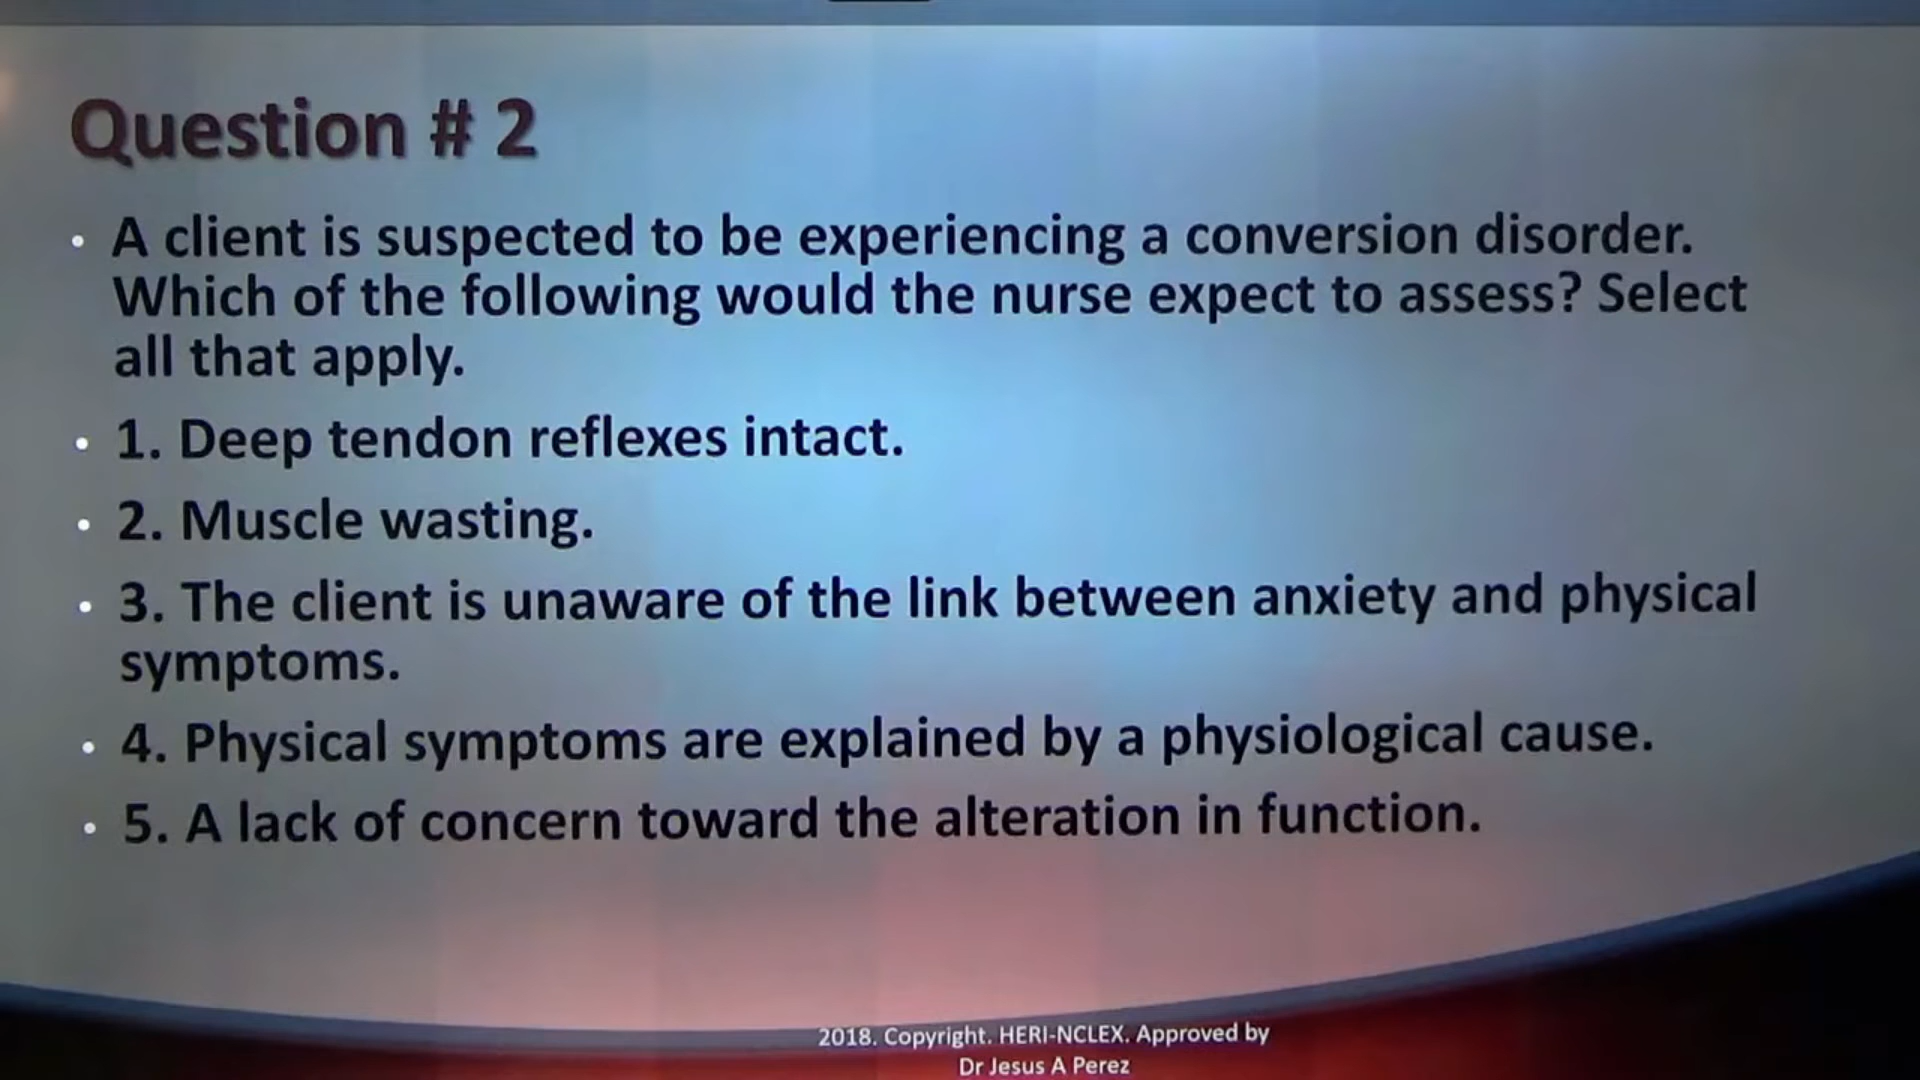 Question # 2
• A client is suspected to be experiencing a conversion disorder.
Which of the following would the nurse expect to assess? Select
all that apply.
• 1. Deep tendon reflexes intact.
• 2. Muscle wasting.
• 3. The client is unaware of the link between anxiety and physical
symptoms.
• 4. Physical symptoms are explained by a physiological cause.
• 5. A lack of concern toward the alteration in function.
2018. Copyright. HERI-NCLEX. Approved by
Dr Jesus A Perez